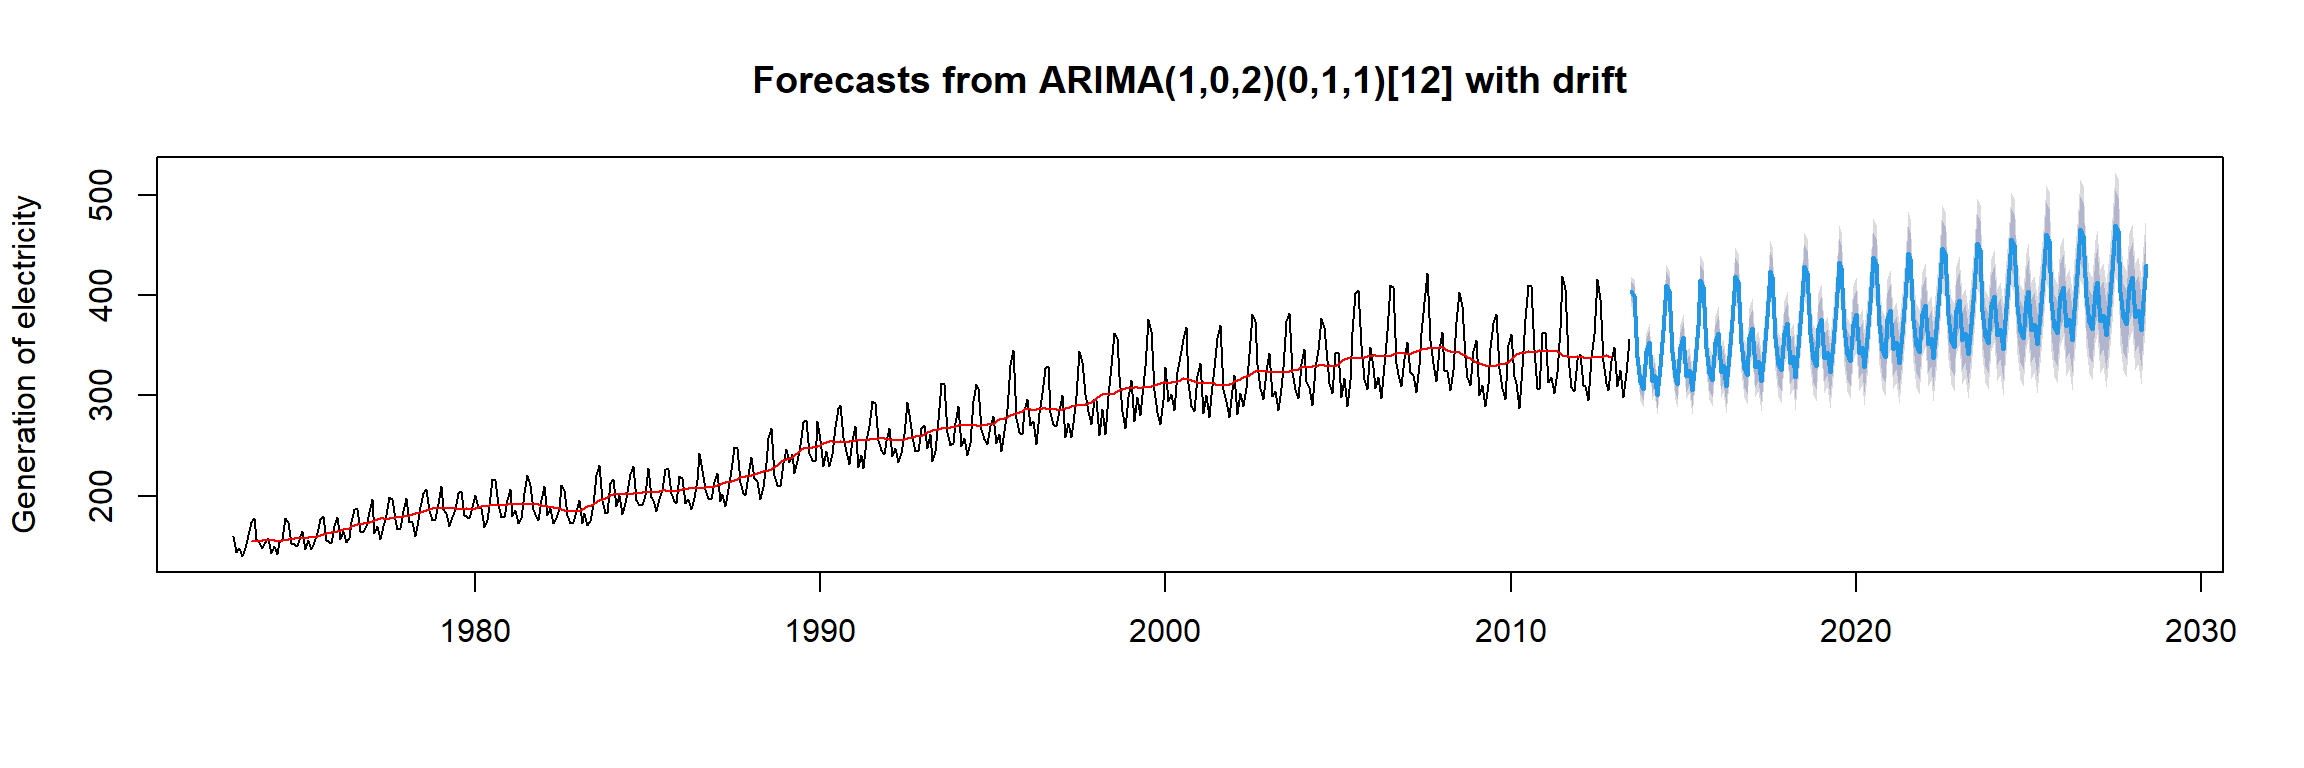 Forecasts from ARIMA(1,0,2)(0,1,1)[12] with drift
Generation of electricity
500
400
300
200
1980 1990 2000 2010 2020 2030